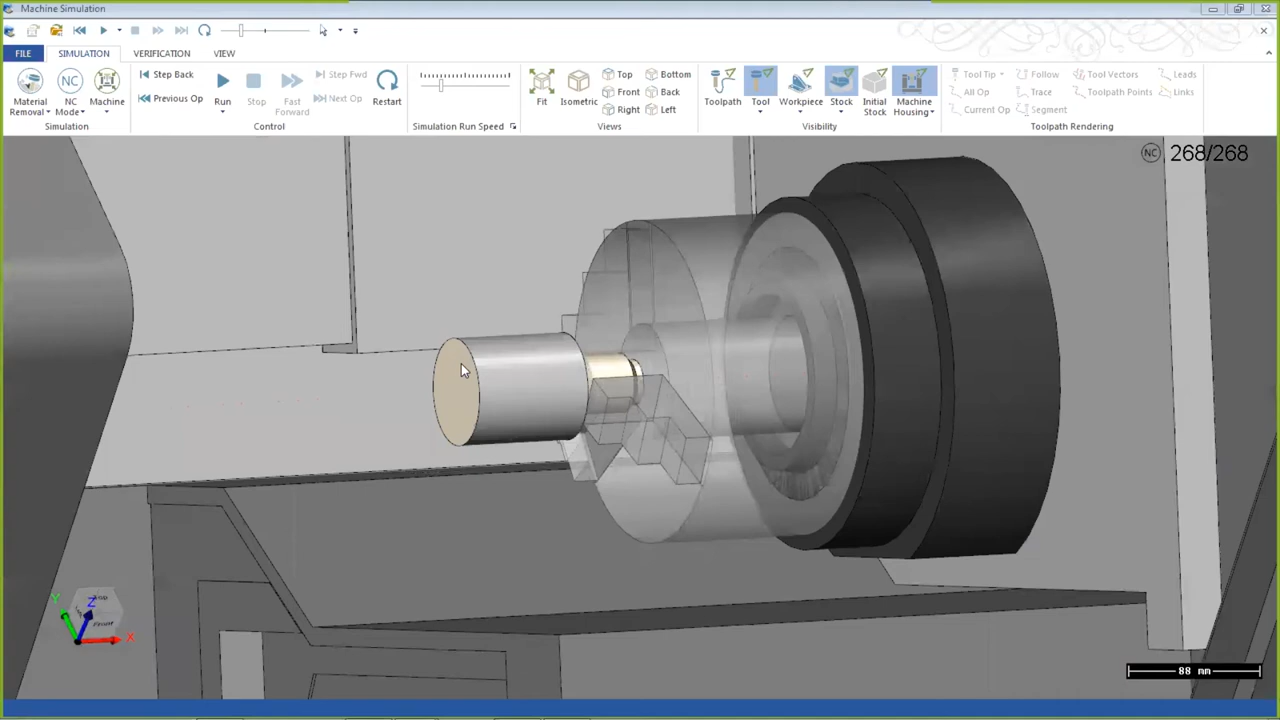 Machine Simulation
FILE SIMULATION VERIFICATION VIEW
Material Removal
NC Mode
Machine
Simulation
Step Back
Previous Op
Run
Stop
Fast Forward
Step Fwd
Next Op
Restart
Control
Simulation Run Speed
Fit
Isometric
Top
Front
Right
Bottom
Back
Left
Views
Toolpath
Tool
Workpiece
Stock
Initial Stock
Machine Housing
Visibility
Tool Tip
All Op
Current Op
Follow
Trace
Segment
Tool Vectors
Toolpath Points
Leads
Links
Toolpath Rendering
NC 268/268
Top
Front
Y
Z
X
88 mm